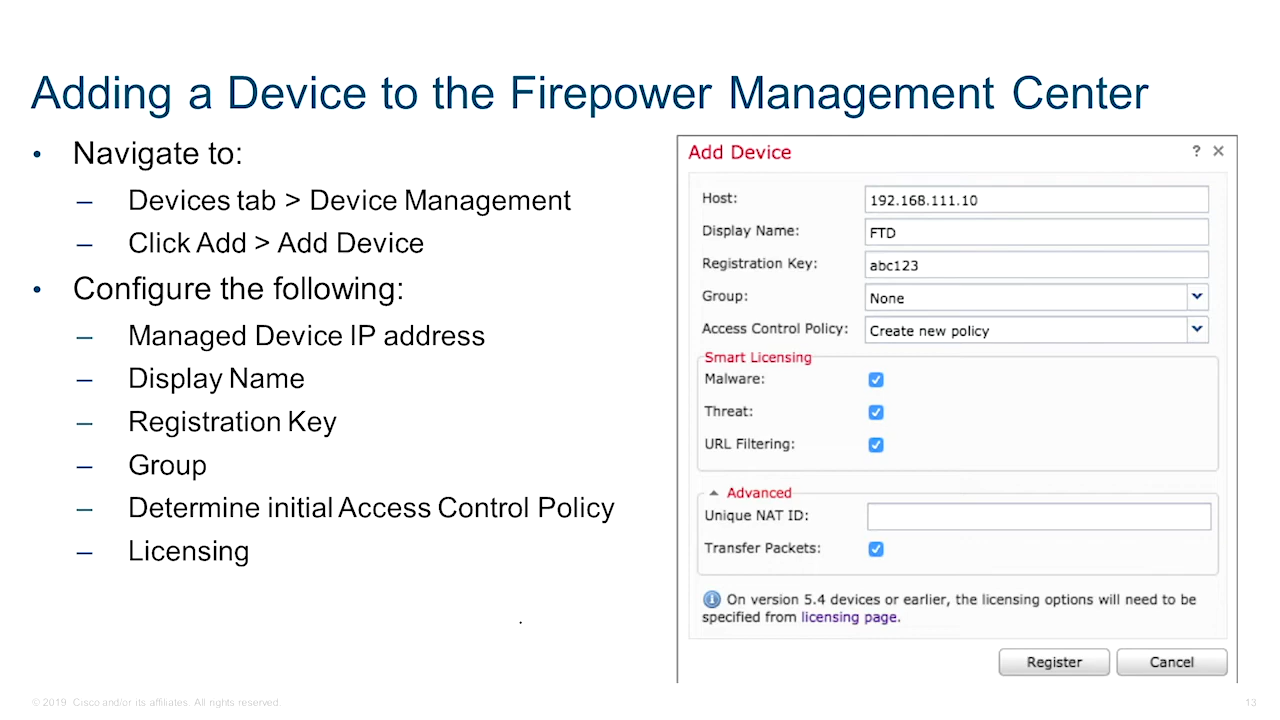 Adding a Device to the Firepower Management Center
• Navigate to:
– Devices tab > Device Management
– Click Add > Add Device
• Configure the following:
– Managed Device IP address
– Display Name
– Registration Key
– Group
– Determine initial Access Control Policy
– Licensing
.
Add Device ? ×
Host: 192.168.111.10
Display Name: FTD
Registration Key: abc123
Group: None
Access Control Policy: Create new policy
Smart Licensing
Malware:
Threat:
URL Filtering:
Advanced
Unique NAT ID:
Transfer Packets:
On version 5.4 devices or earlier, the licensing options will need to be
specified from licensing page.
Register Cancel
© 2019 Cisco and/or its affiliates. All rights reserved. 13